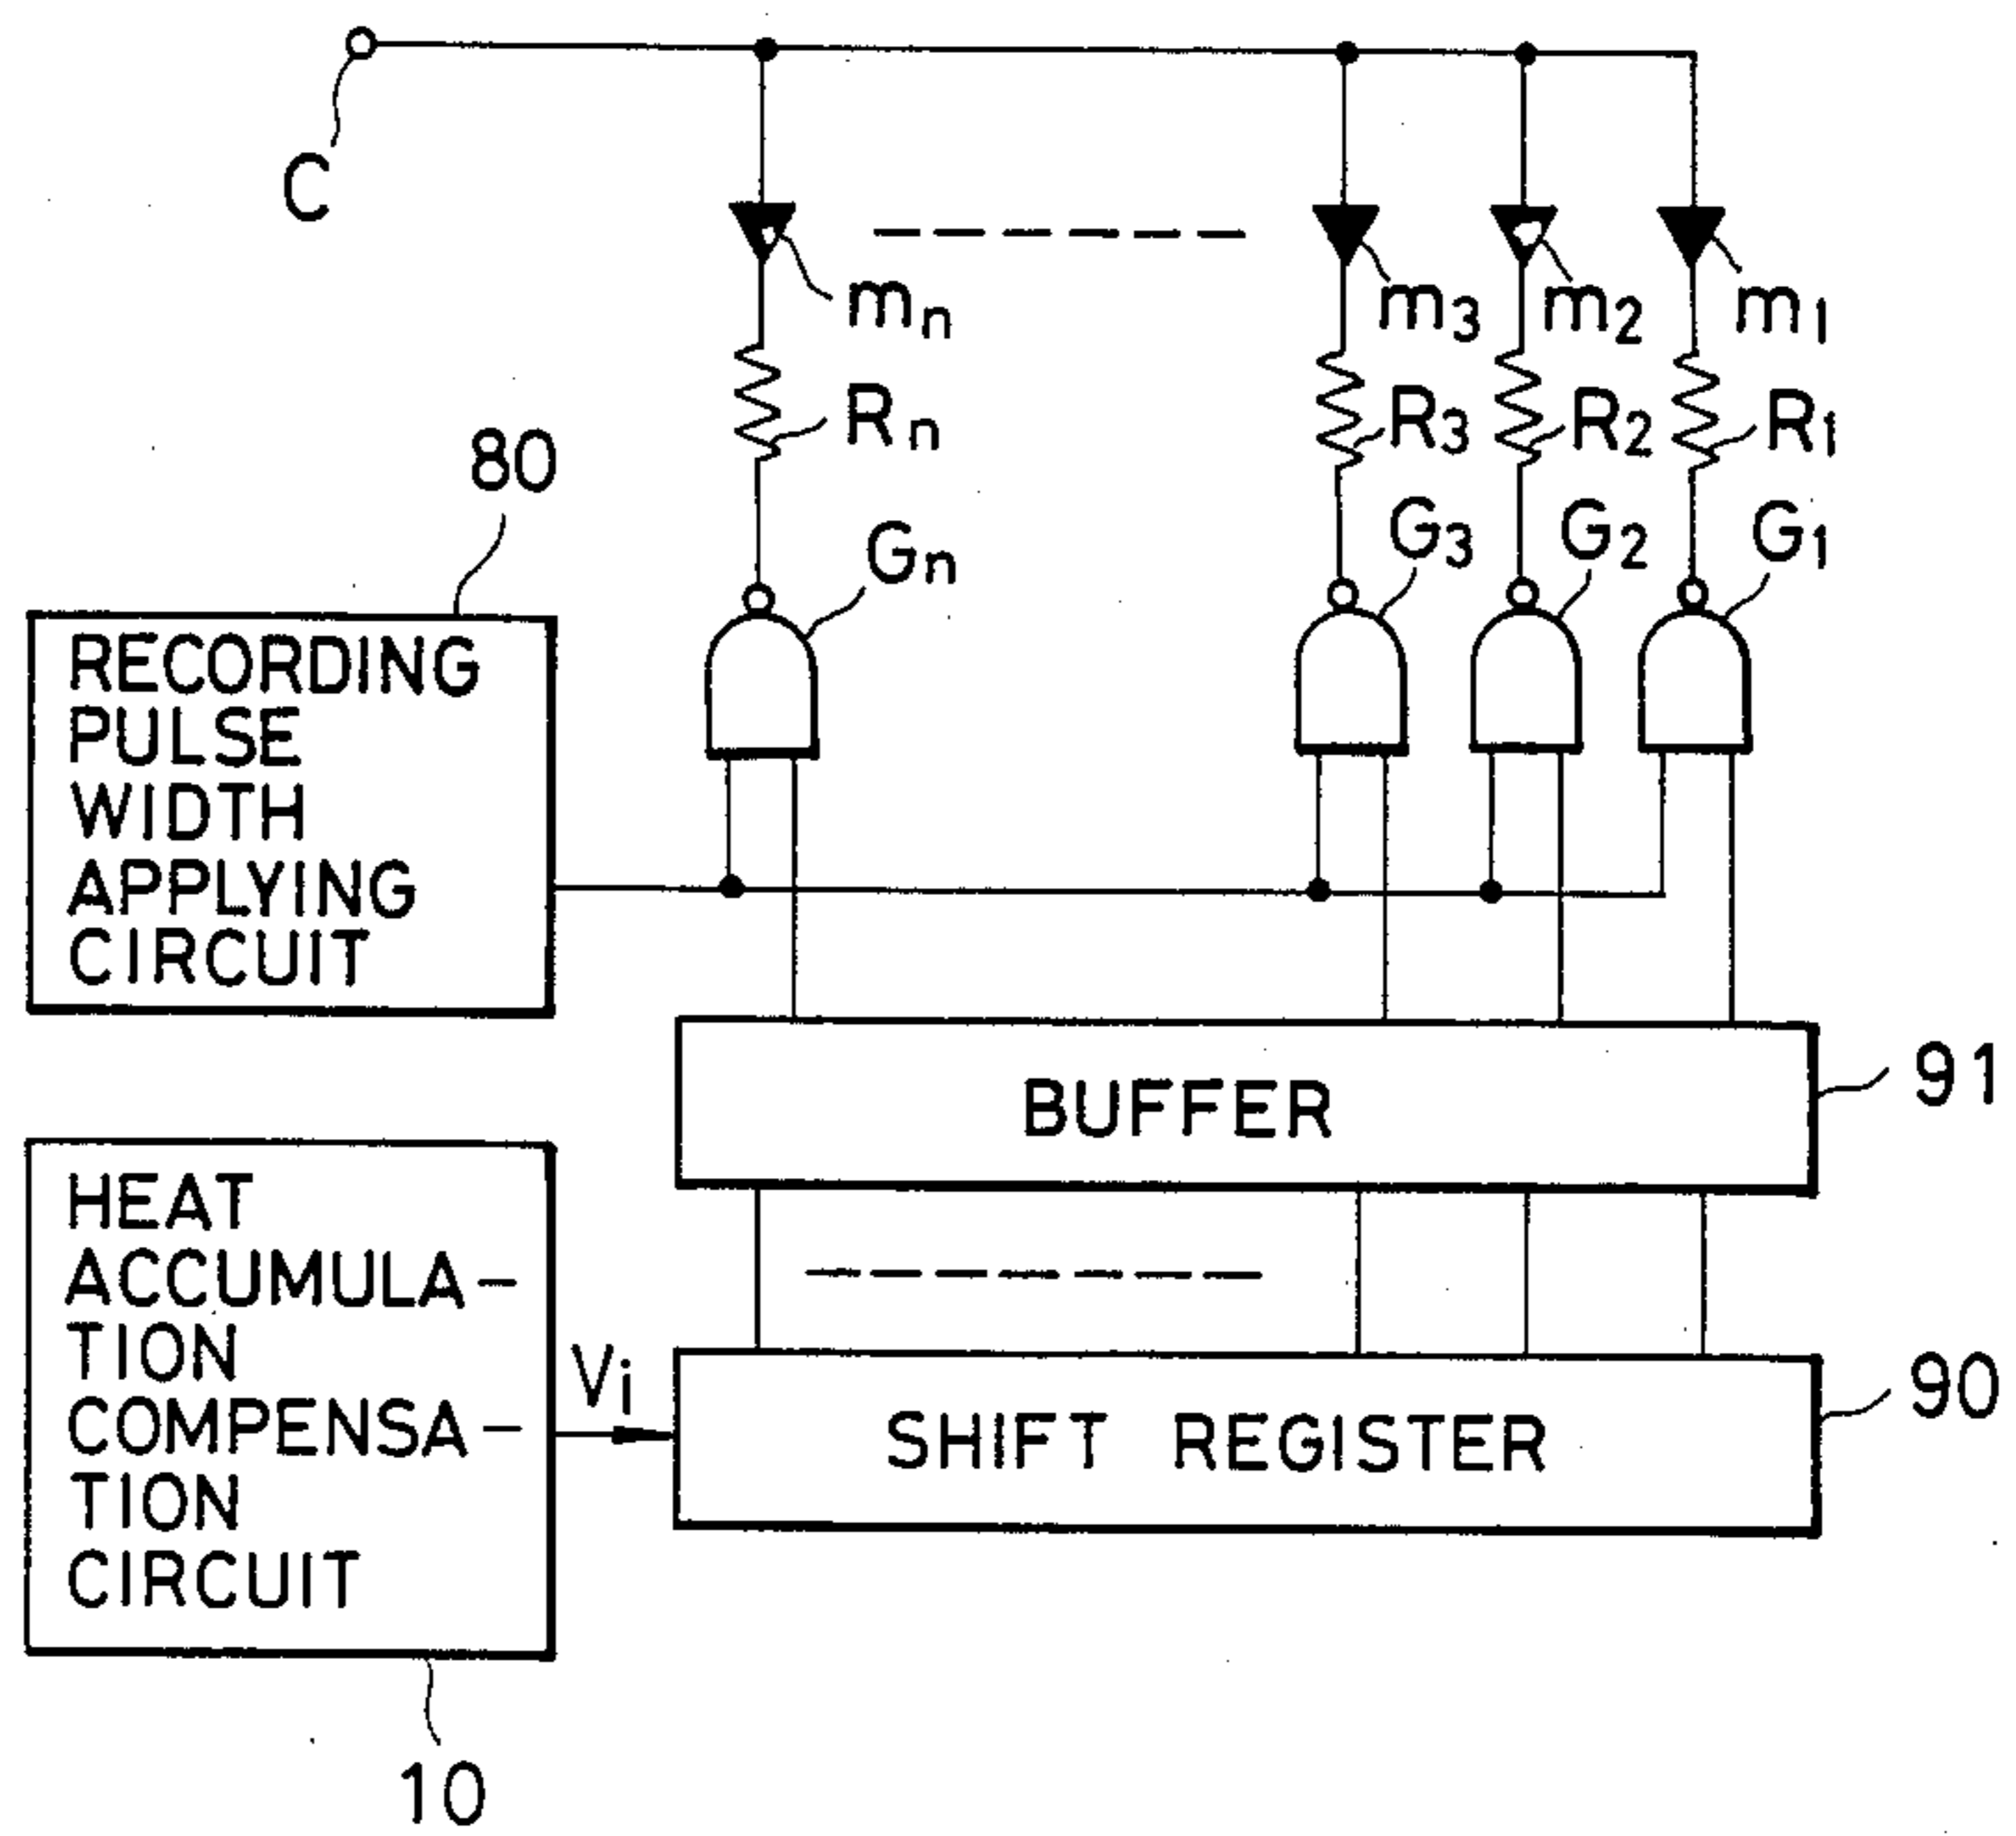 C
mn
m3
m2
m1
Rn
R3
R2
R1
80
Gn
G3
G2
G1
RECORDING
PULSE
WIDTH
APPLYING
CIRCUIT
BUFFER
91
HEAT
ACCUMULA-
TION
COMPENSA-
TION
CIRCUIT
Vi
SHIFT REGISTER
90
10